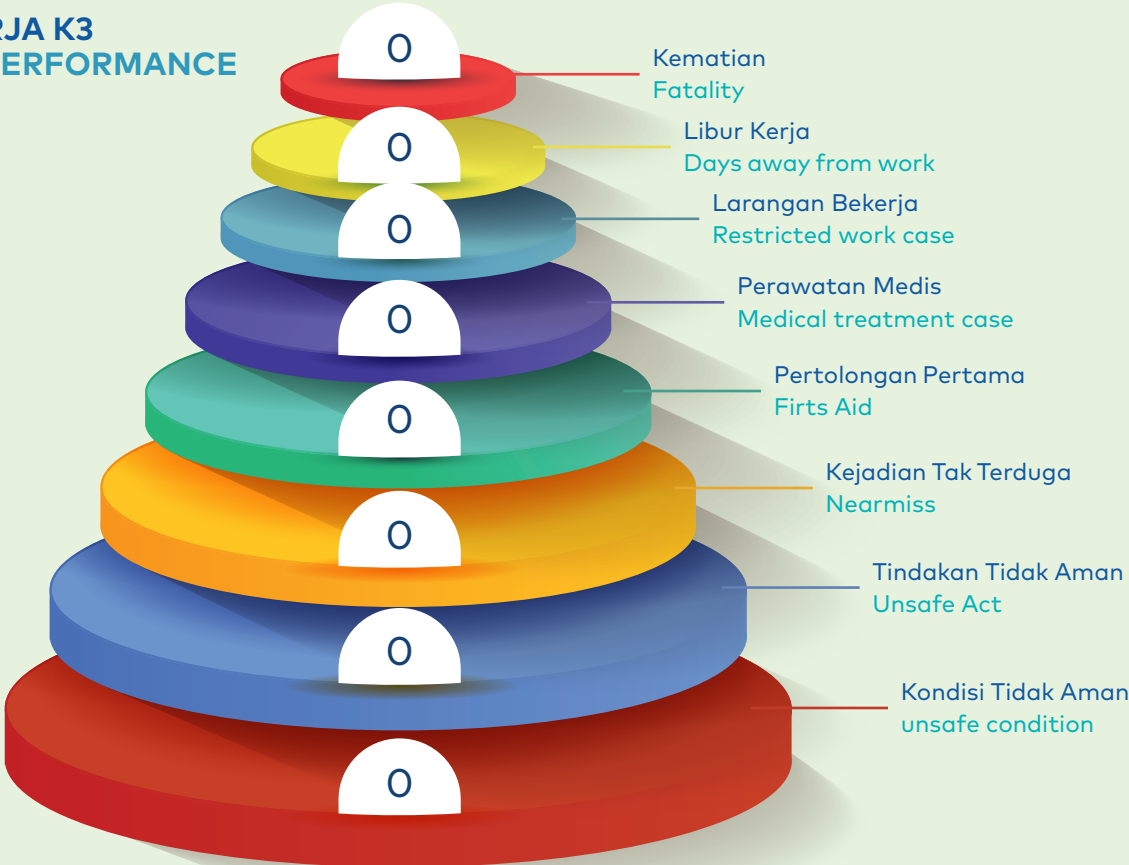 RJA K3
ERFORMANCE
0
Kematian
Fatality
0
Libur Kerja
Days away from work
0
Larangan Bekerja
Restricted work case
0
Perawatan Medis
Medical treatment case
0
Pertolongan Pertama
Firts Aid
0
Kejadian Tak Terduga
Nearmiss
0
Tindakan Tidak Aman
Unsafe Act
0
Kondisi Tidak Aman
unsafe condition